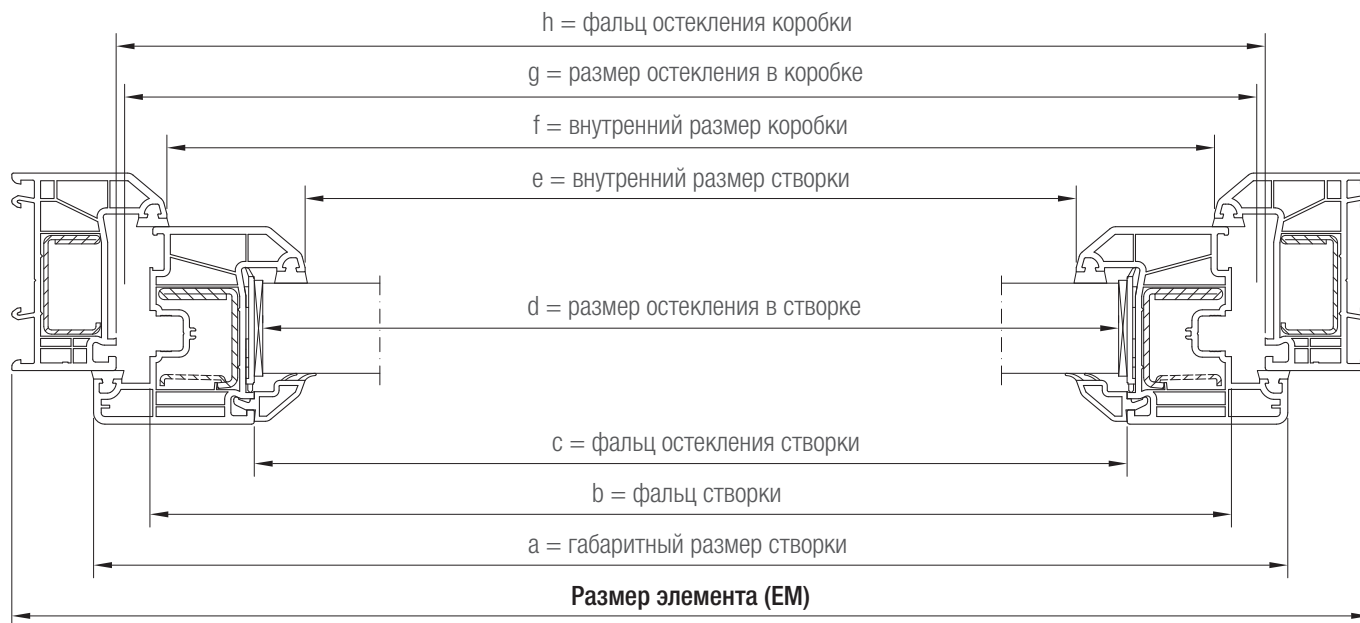 h = фальц остекления коробки
g = размер остекления в коробке
f = внутренний размер коробки
e = внутренний размер створки
d = размер остекления в створке
c = фальц остекления створки
b = фальц створки
a = габаритный размер створки
Размер элемента (EM)